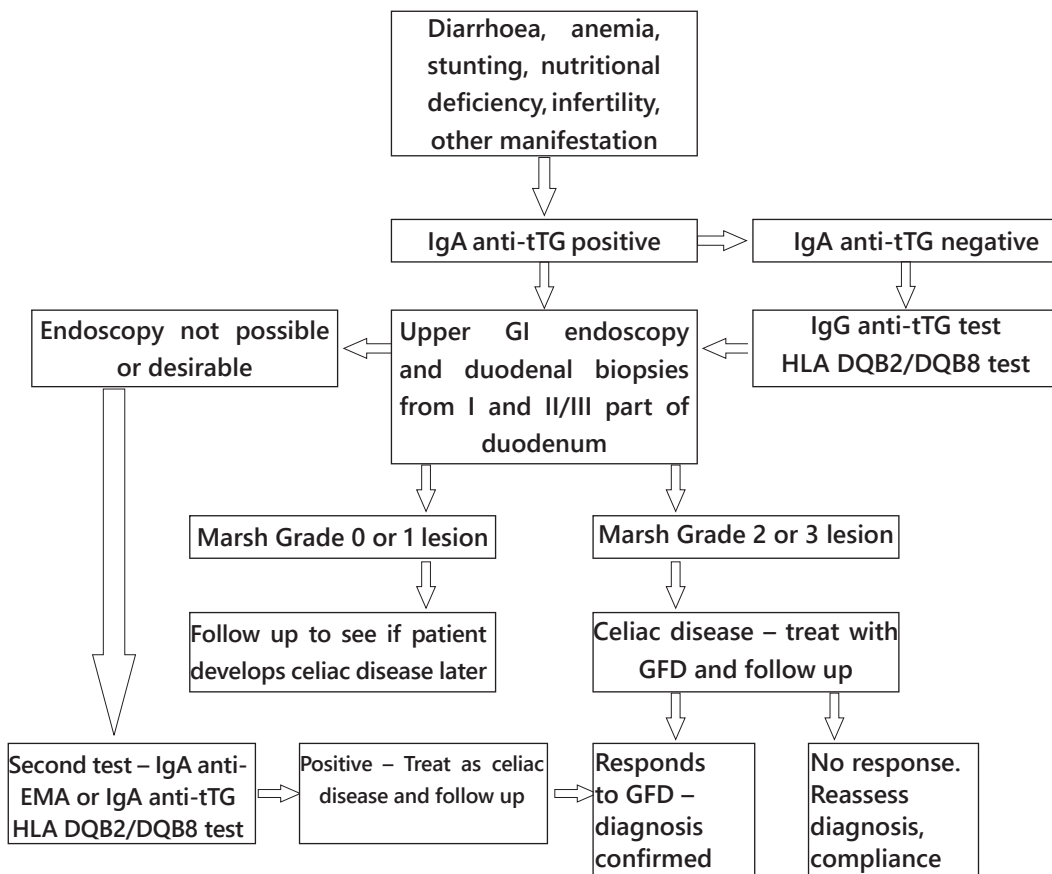 Diarrhoea, anemia,
stunting, nutritional
deficiency, infertility,
other manifestation
IgA anti-tTG positive
IgA anti-tTG negative
Endoscopy not possible
or desirable
Upper GI endoscopy
and duodenal biopsies
from I and II/III part of
duodenum
IgG anti-tTG test
HLA DQB2/DQB8 test
Marsh Grade 0 or 1 lesion
Marsh Grade 2 or 3 lesion
Follow up to see if patient
develops celiac disease later
Celiac disease – treat with
GFD and follow up
Second test – IgA anti-
EMA or IgA anti-tTG
HLA DQB2/DQB8 test
Positive – Treat as celiac
disease and follow up
Responds
to GFD –
diagnosis
confirmed
No response.
Reassess
diagnosis,
compliance